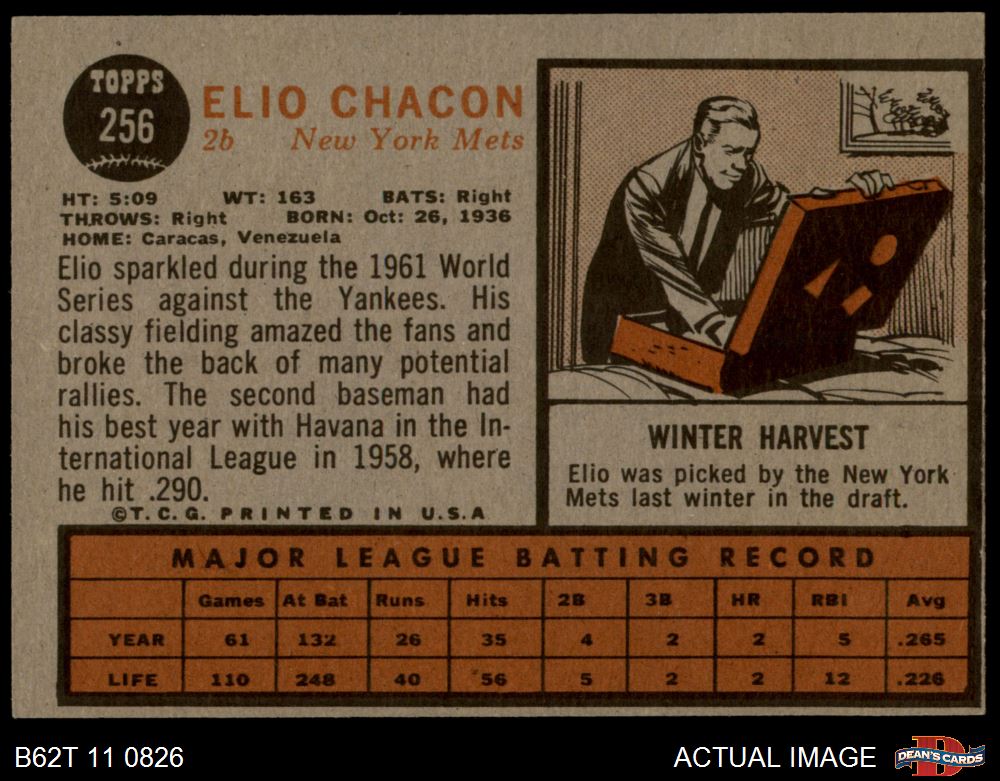 TOPPS
256
ELIO CHACON
2b New York Mets
HT: 5:09 WT: 163 BATS: Right
THROWS: Right BORN: Oct: 26, 1936
HOME: Caracas, Venezuela
Elio sparkled during the 1961 World
Series against the Yankees. His
classy fielding amazed the fans and
broke the back of many potential
rallies. The second baseman had
his best year with Havana in the In-
ternational League in 1958, where
he hit .290.
©T.C.G. PRINTED IN U.S.A
WINTER HARVEST
Elio was picked by the New York
Mets last winter in the draft.
MAJOR LEAGUE BATTING RECORD
Games At Bat Runs Hits 2B 3B HR RBI Avg
YEAR 61 132 26 35 4 2 2 5 .265
LIFE 110 248 40 56 5 2 2 12 .226
B62T 11 0826
ACTUAL IMAGE
DEAN'S CARDS